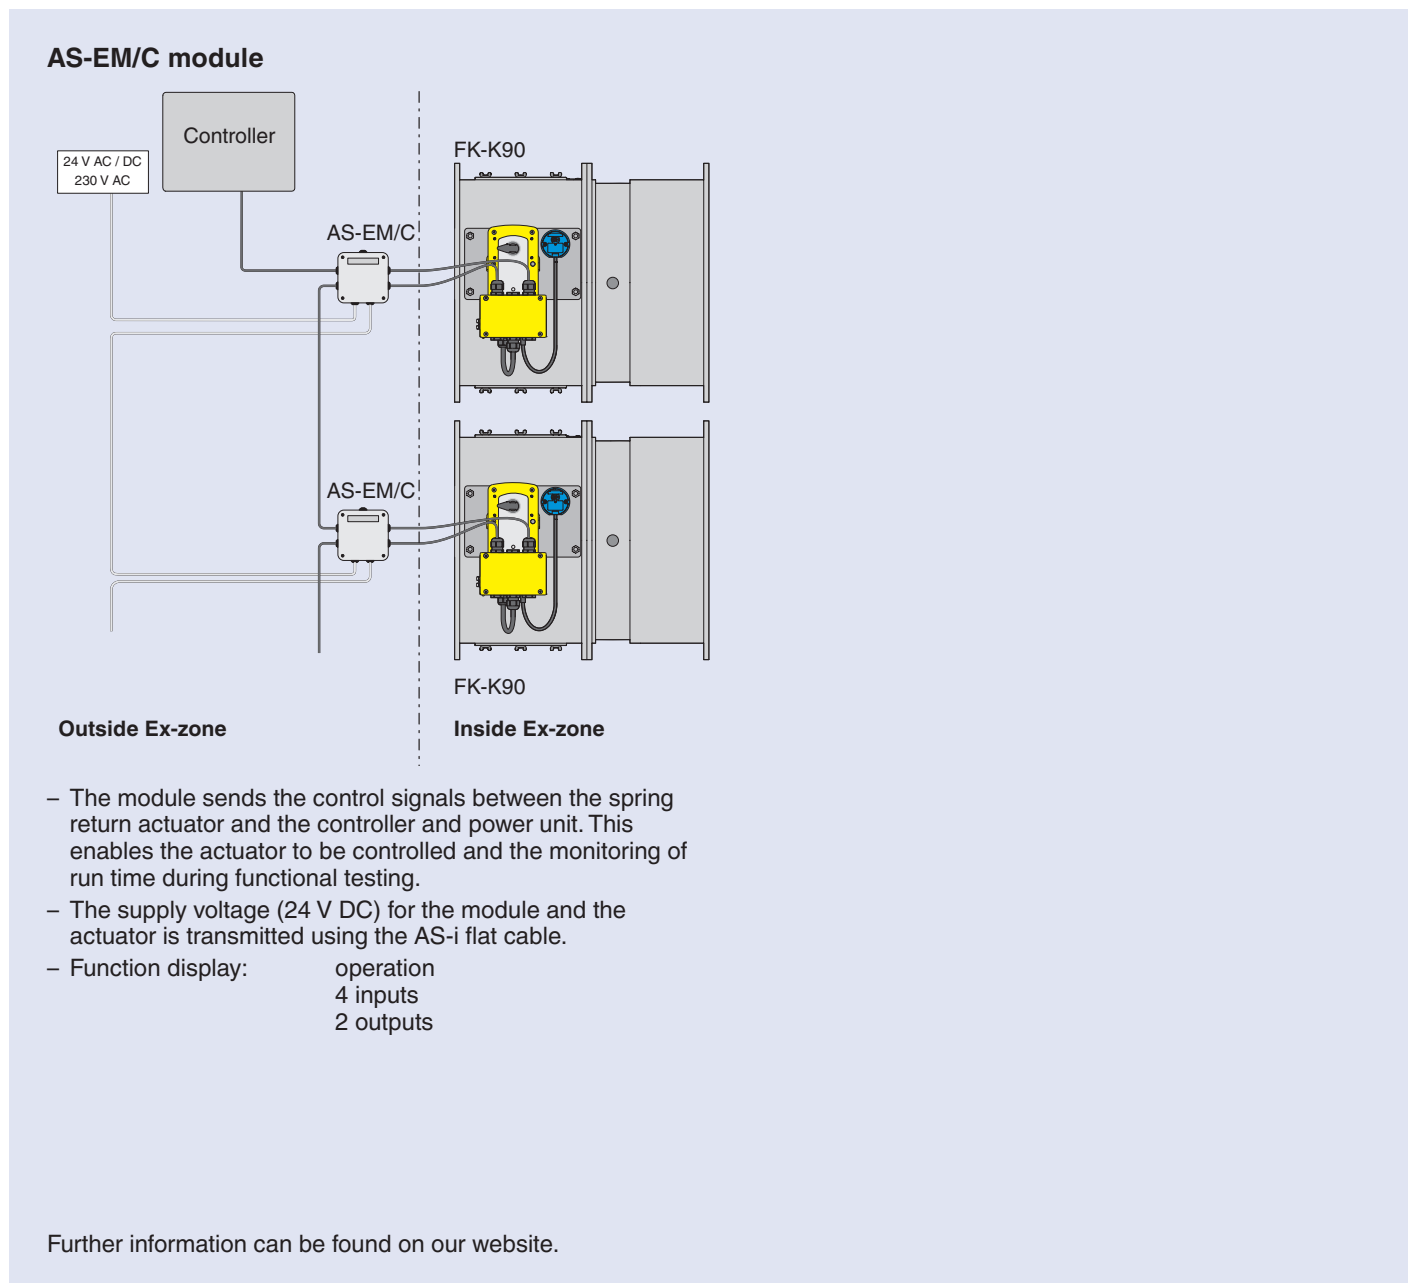 AS-EM/C module
Controller
24 V AC / DC
230 V AC
FK-K90
AS-EM/C
AS-EM/C
FK-K90
Outside Ex-zone
Inside Ex-zone
– The module sends the control signals between the spring
return actuator and the controller and power unit. This
enables the actuator to be controlled and the monitoring of
run time during functional testing.
– The supply voltage (24 V DC) for the module and the
actuator is transmitted using the AS-i flat cable.
– Function display: operation
4 inputs
2 outputs
Further information can be found on our website.